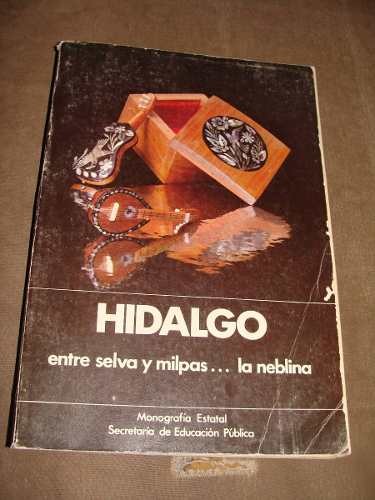 HIDALGO
entre selva y milpas... la neblina
Monografía Estatal
Secretaría de Educación Pública